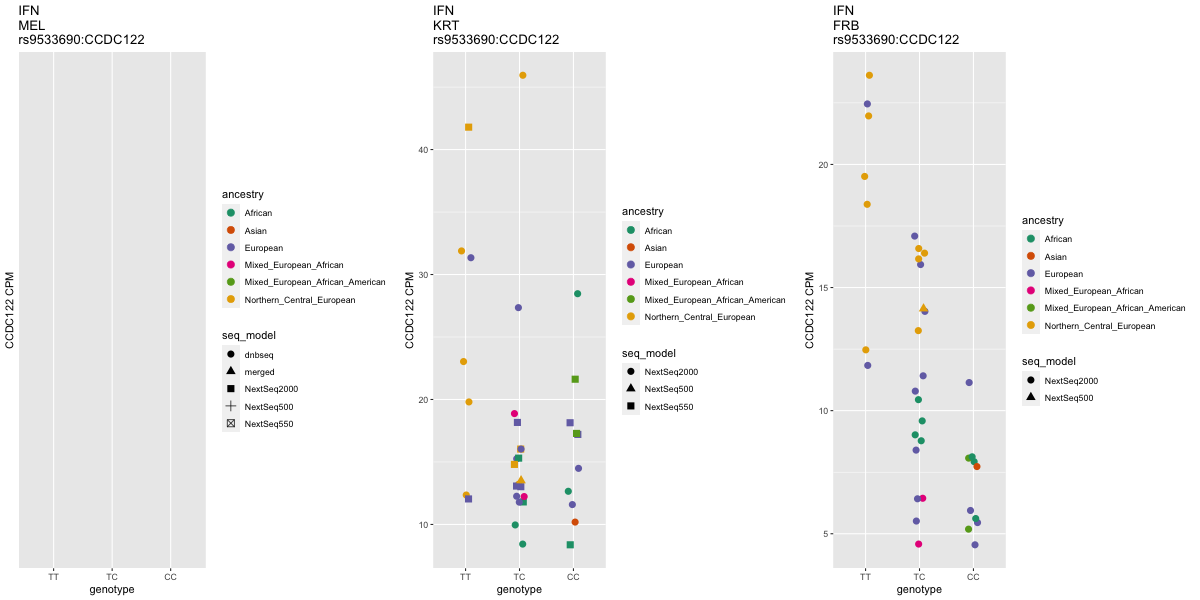 IFN
MEL
rs9533690:CCDC122
CCDC122 CPM
TT
TC
CC
genotype
ancestry
African
Asian
European
Mixed_European_African
Mixed_European_African_American
Northern_Central_European
seq_model
dnbseq
merged
NextSeq2000
NextSeq500
NextSeq550
IFN
KRT
rs9533690:CCDC122
CCDC122 CPM
40
30
20
10
TT
TC
CC
genotype
ancestry
African
Asian
European
Mixed_European_African
Mixed_European_African_American
Northern_Central_European
seq_model
NextSeq2000
NextSeq500
NextSeq550
IFN
FRB
rs9533690:CCDC122
CCDC122 CPM
20
15
10
5
TT
TC
CC
genotype
ancestry
African
Asian
European
Mixed_European_African
Mixed_European_African_American
Northern_Central_European
seq_model
NextSeq2000
NextSeq500